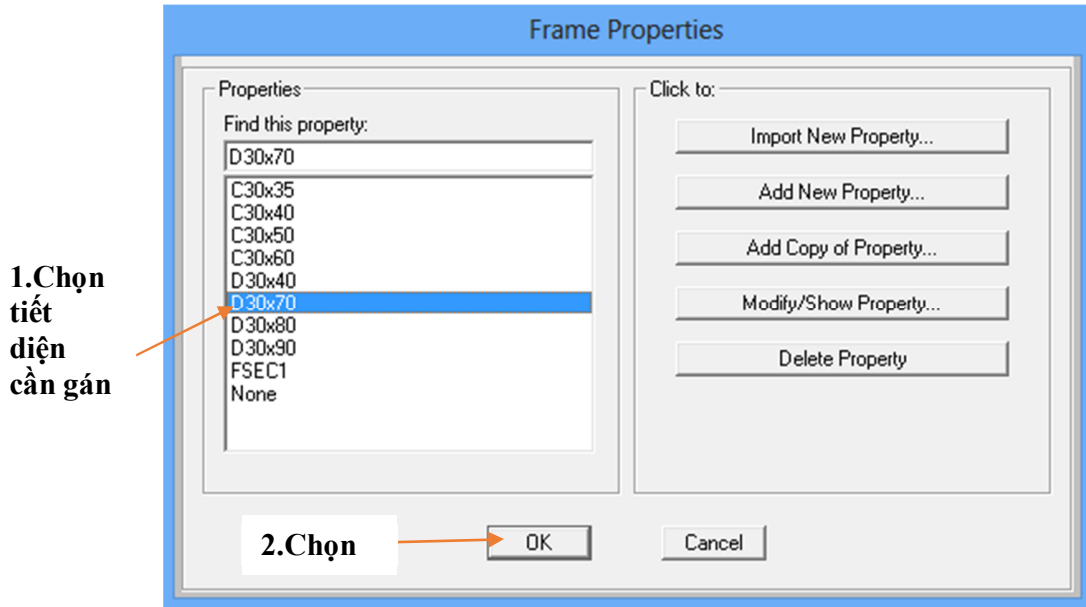 Frame Properties
Properties
Find this property:
D30x70
C30x35
C30x40
C30x50
C30x60
D30x40
D30x70
D30x80
D30x90
FSEC1
None
Click to:
Import New Property...
Add New Property...
Add Copy of Property...
Modify/Show Property...
Delete Property
1.Chọn
tiết
diện
cần gán
2.Chọn
OK
Cancel